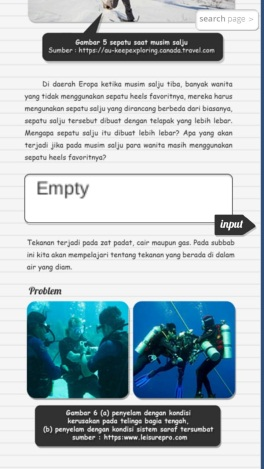 search page >
Gambar 5 sepatu saat musim salju
Sumber : https://au-keepexploring.canada.travel.com
Di daerah Eropa ketika musim salju tiba, banyak wanita
yang tidak menggunakan sepatu heels favoritnya, mereka harus
mengunakan sepatu salju yang dirancang berbeda dari biasanya,
sepatu salju tersebut dibuat dengan telapak yang lebih lebar.
Mengapa sepatu salju itu dibuat lebih lebar? Apa yang akan
terjadi jika pada musim salju para wanita masih menggunakan
sepatu heels favoritnya?
Empty
input
Tekanan terjadi pada zat padat, cair maupun gas. Pada subbab
ini kita akan mempelajari tentang tekanan yang berada di dalam
air yang diam.
Problem
Gambar 6 (a) penyelam dengan kondisi
kerusakan pada telinga bagia tengah,
(b) penyelam dengan kondisi sistem saraf tersumbat
sumber : https:www.leisurepro.com